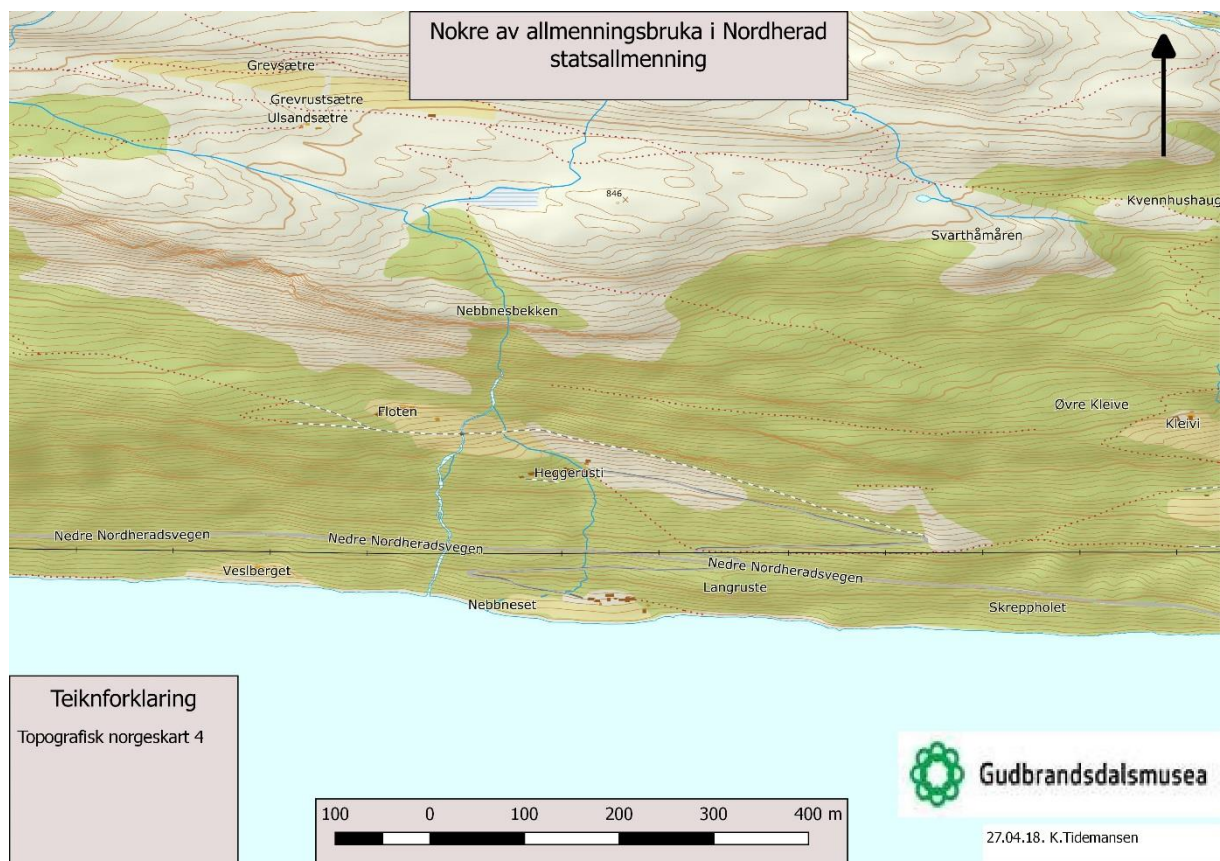 Nokre av allmenningsbruka i Nordherad
statsallmenning
Grevsætre
Grevrustsætre
Ulsandsætre
846
Kvennhushaug
Svarthåmåren
Nebbnesbekken
Floten
Øvre Kleive
Kleivi
Heggerusti
Nedre Nordheradsvegen
Nedre Nordheradsvegen
Nedre Nordheradsvegen
Veslberget
Langruste
Nebbneset
Skreppholet
Teiknforklaring
Topografisk norgeskart 4
100 0 100 200 300 400 m
Gudbrandsdalsmusea
27.04.18. K.Tidemansen